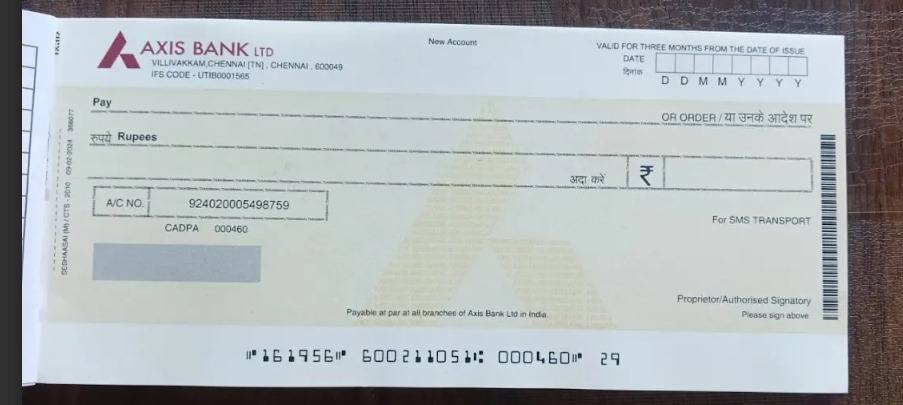 New Account
AXIS BANK LTD
VILLIVAKKAM,CHENNAI [TN] , CHENNAI , 600049
IFS CODE - UTIB0001565
VALID FOR THREE MONTHS FROM THE DATE OF ISSUE
DATE
दिनांक
D D M M Y Y Y Y
Pay
OR ORDER / या उनके आदेश पर
रुपये Rupees
अदा करें ₹
A/C NO. 924020005498759
CADPA 000460
For SMS TRANSPORT
Payable at par at all branches of Axis Bank Ltd in India.
Proprietor/Authorised Signatory
Please sign above
SESHAASAI (M) / CTS - 2010 09-02-2024 398077
⑈161956⑈ 600211051⑆ 000460⑈ 29